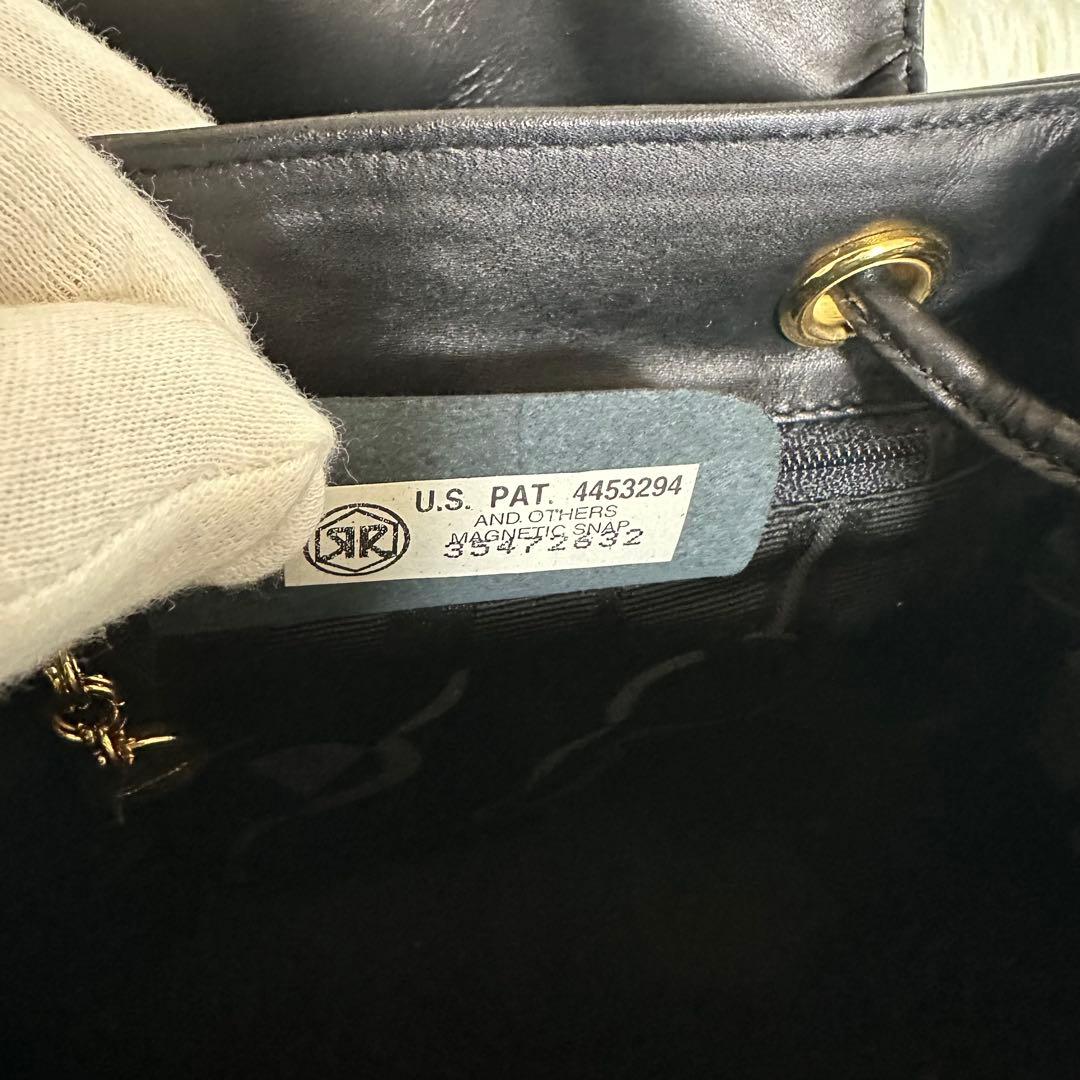 U.S. PAT. 4453294
AND OTHERS
MAGNETIC SNAP
35472632